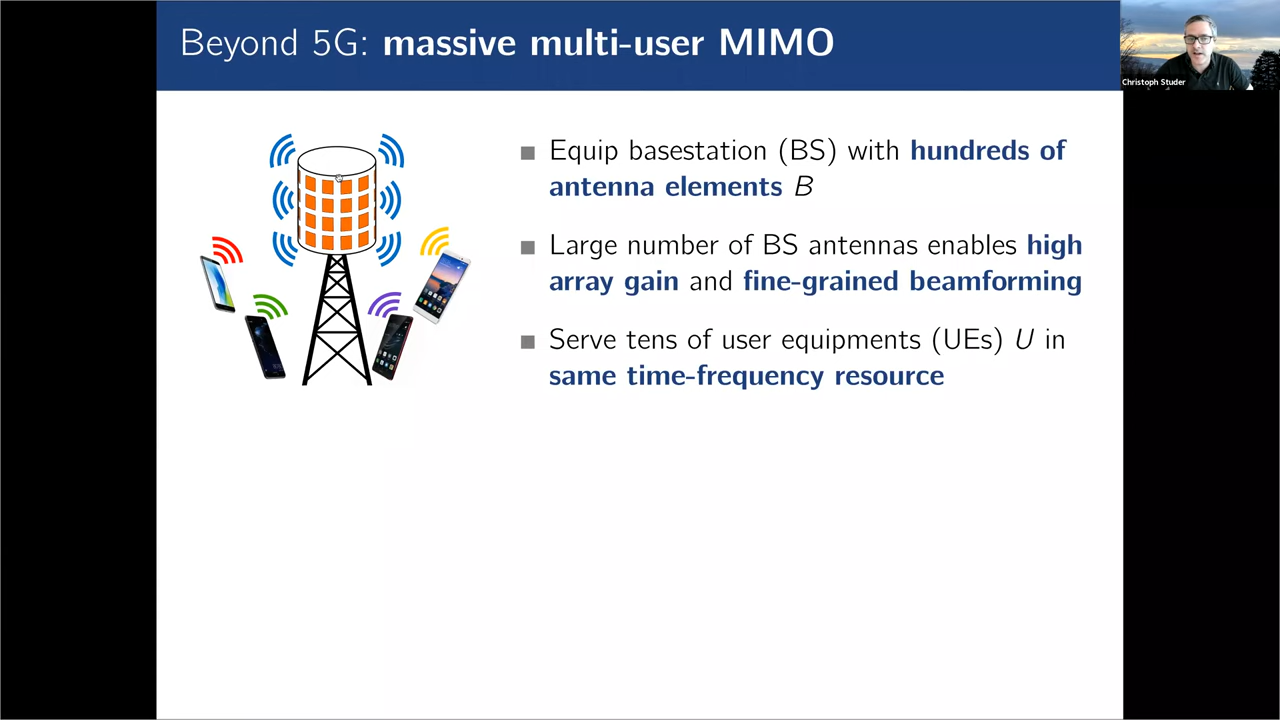 Beyond 5G: massive multi-user MIMO
Christoph Studer
Equip basestation (BS) with hundreds of
antenna elements B
Large number of BS antennas enables high
array gain and fine-grained beamforming
Serve tens of user equipments (UEs) U in
same time-frequency resource